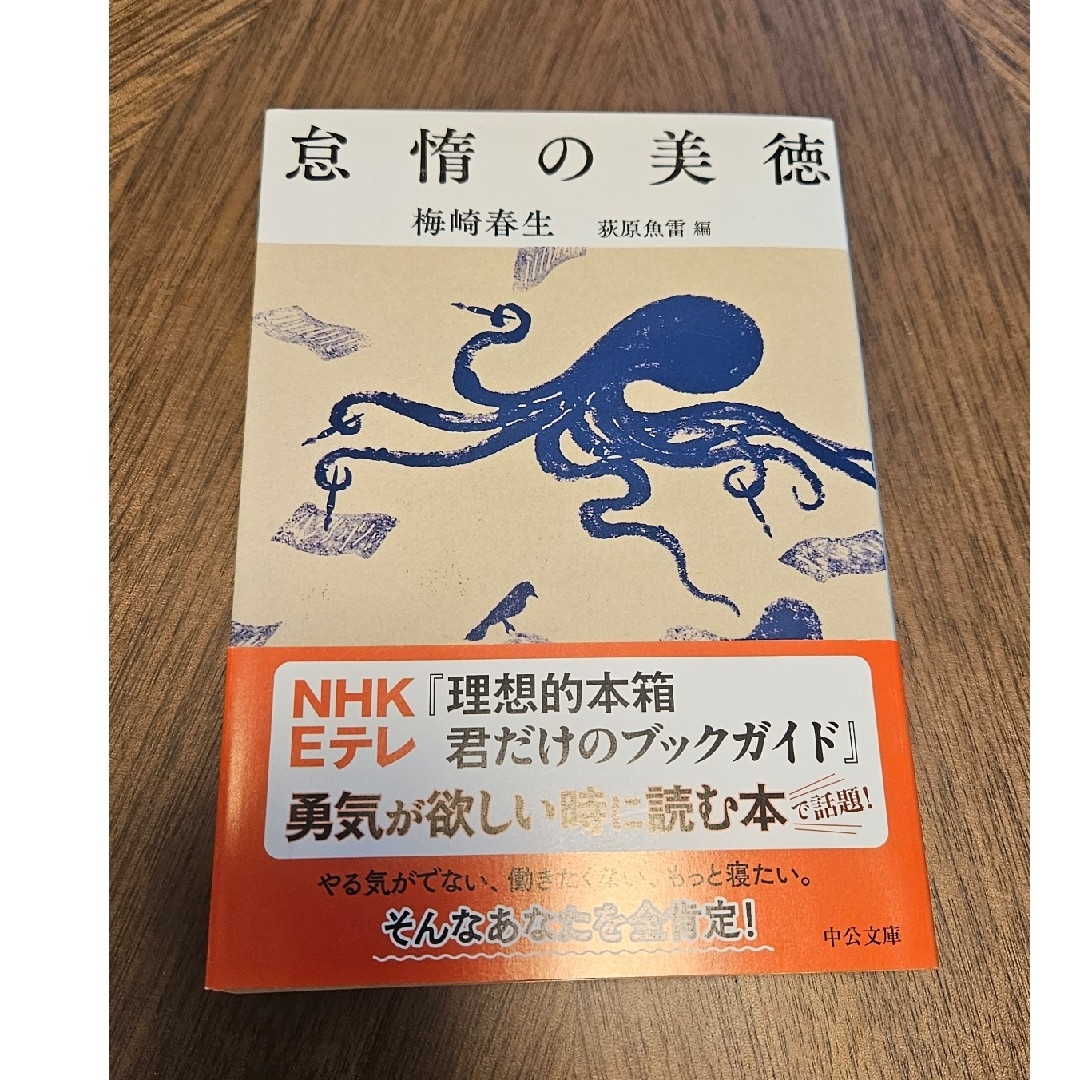 怠惰の美徳
梅崎春生 荻原魚雷 編
NHK『理想的本箱
Eテレ 君だけのブックガイド』
勇気が欲しい時に読む本で話題!
やる気がでない、働きたくない、もっと寝たい。
そんなあなたを全肯定!
中公文庫